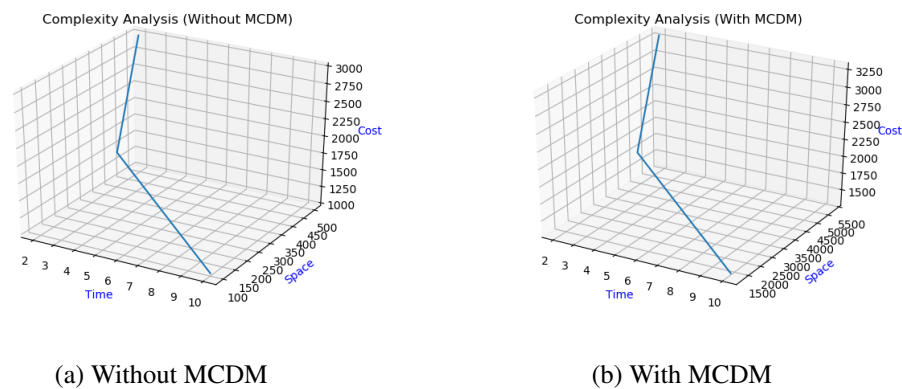 Complexity Analysis (Without MCDM)
3000
2750
2500
2250
2000
1750
1500
1250
1000
Cost
500
450
400
350
300
250
200
150
100
Space
2 3 4 5 6 7 8 9 10
Time
(a) Without MCDM
Complexity Analysis (With MCDM)
3250
3000
2750
2500
2250
2000
1750
1500
Cost
5500
5000
4500
4000
3500
3000
2500
2000
1500
Space
2 3 4 5 6 7 8 9 10
Time
(b) With MCDM